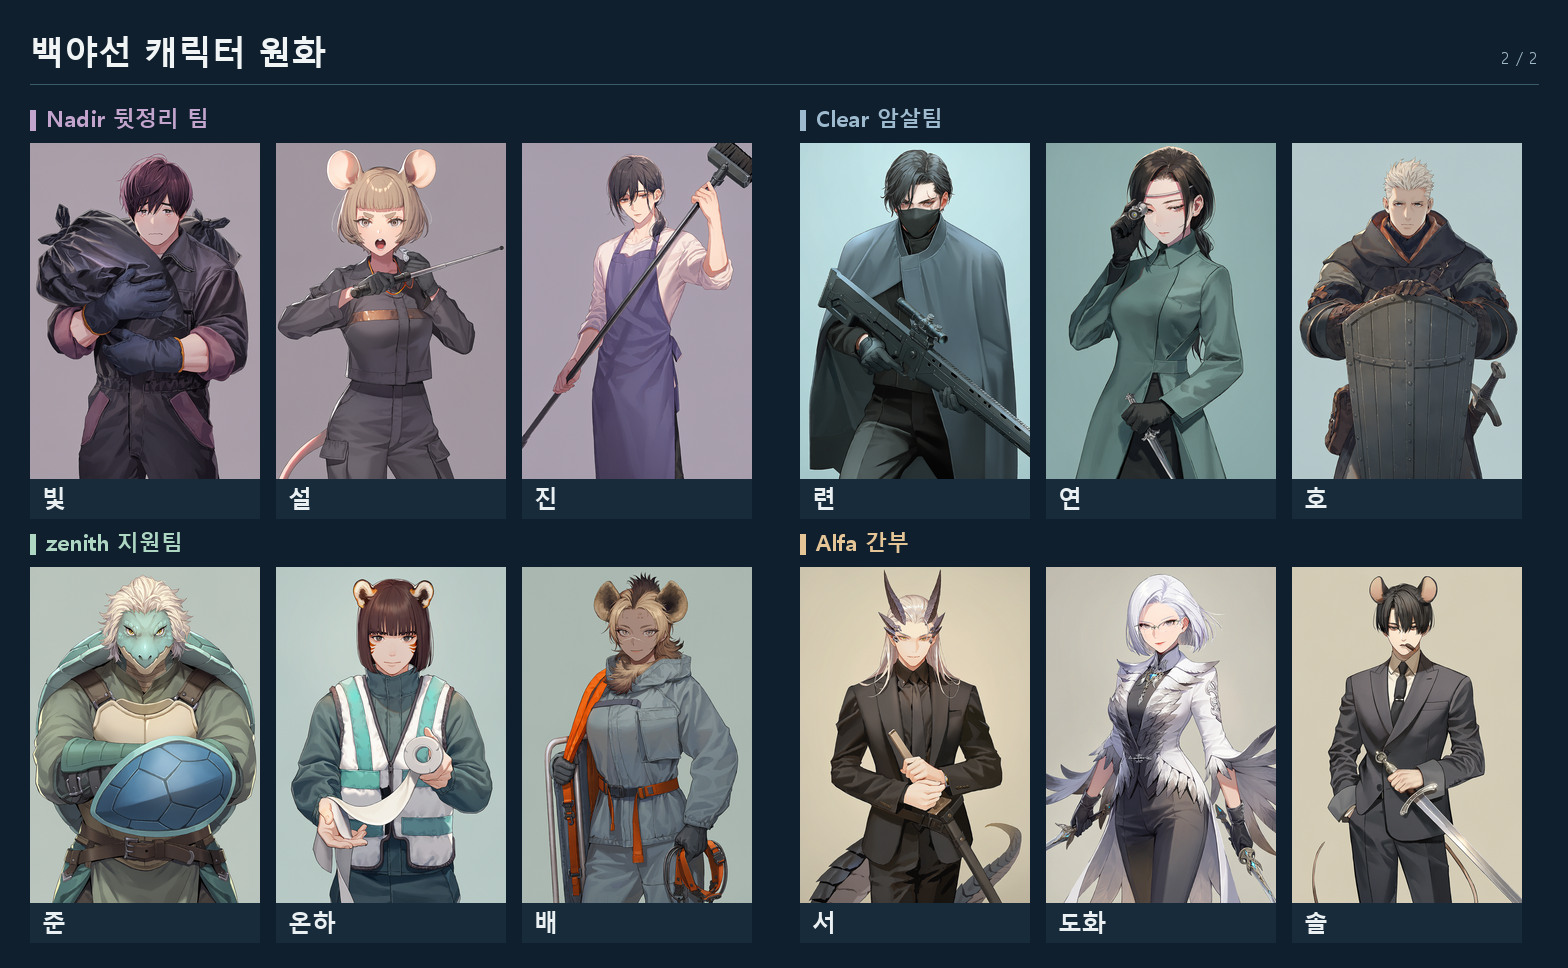 백야선 캐릭터 원화
2 / 2
Nadir 뒷정리 팀
빛
설
진
Clear 암살팀
련
연
호
zenith 지원팀
준
온하
배
Alfa 간부
서
도화
솔